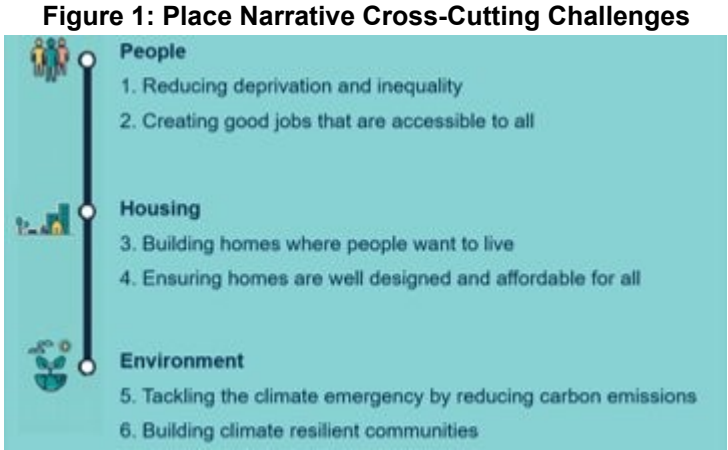 Figure 1: Place Narrative Cross-Cutting Challenges
People
1. Reducing deprivation and inequality
2. Creating good jobs that are accessible to all
Housing
3. Building homes where people want to live
4. Ensuring homes are well designed and affordable for all
Environment
5. Tackling the climate emergency by reducing carbon emissions
6. Building climate resilient communities